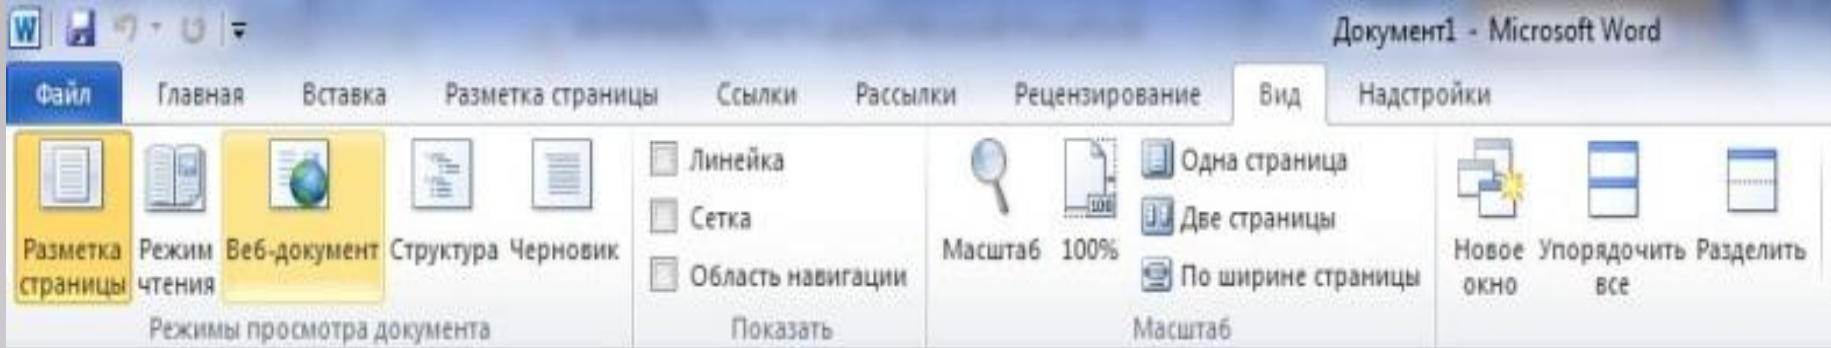 Документ1 - Microsoft Word
Файл Главная Вставка Разметка страницы Ссылки Рассылки Рецензирование Вид Надстройки
Разметка страницы
Режим чтения
Веб-документ
Структура
Черновик
Режимы просмотра документа
Линейка
Сетка
Область навигации
Показать
Масштаб
100%
Одна страница
Две страницы
По ширине страницы
Масштаб
Новое окно
Упорядочить все
Разделить